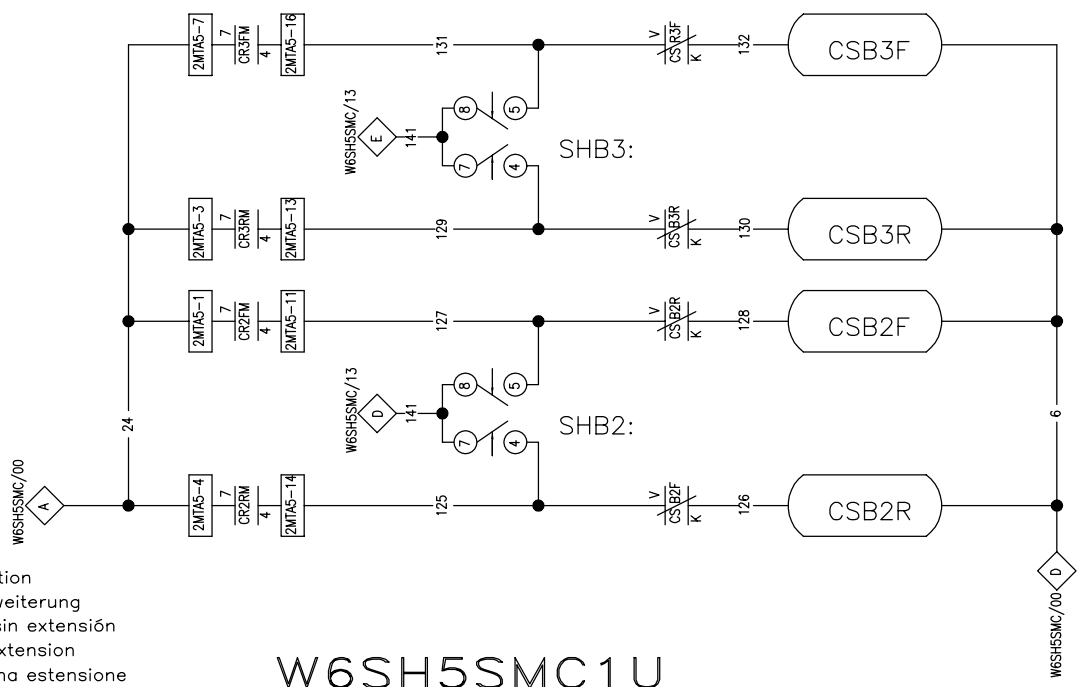 2MTA5-7
7
CR3FM
4
2MTA5-16
131
V
CSR3F
K
132
CSB3F
W6SH5SMC/13
E
141
8
5
7
4
SHB3:
2MTA5-3
7
CR3RM
4
2MTA5-13
129
V
CSB3R
K
130
CSB3R
2MTA5-1
7
CR2FM
4
2MTA5-11
127
V
CSB2R
K
128
CSB2F
W6SH5SMC/13
D
141
8
5
7
4
SHB2:
24
6
W6SH5SMC/00
A
2MTA5-4
7
CR2RM
4
2MTA5-14
125
V
CSB2F
K
126
CSB2R
D
W6SH5SMC/00
tion
weiterung
sin extensión
xtension
na estensione
W6SH5SMC1U